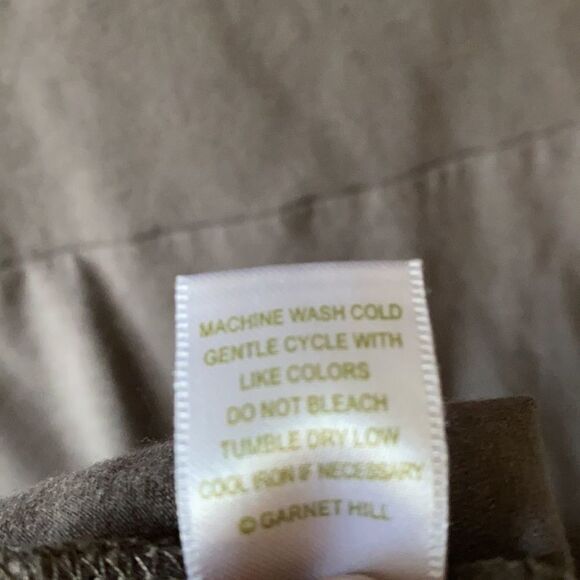 MACHINE WASH COLD
GENTLE CYCLE WITH
LIKE COLORS
DO NOT BLEACH
TUMBLE DRY LOW
COOL IRON IF NECESSARY
© GARNET HILL